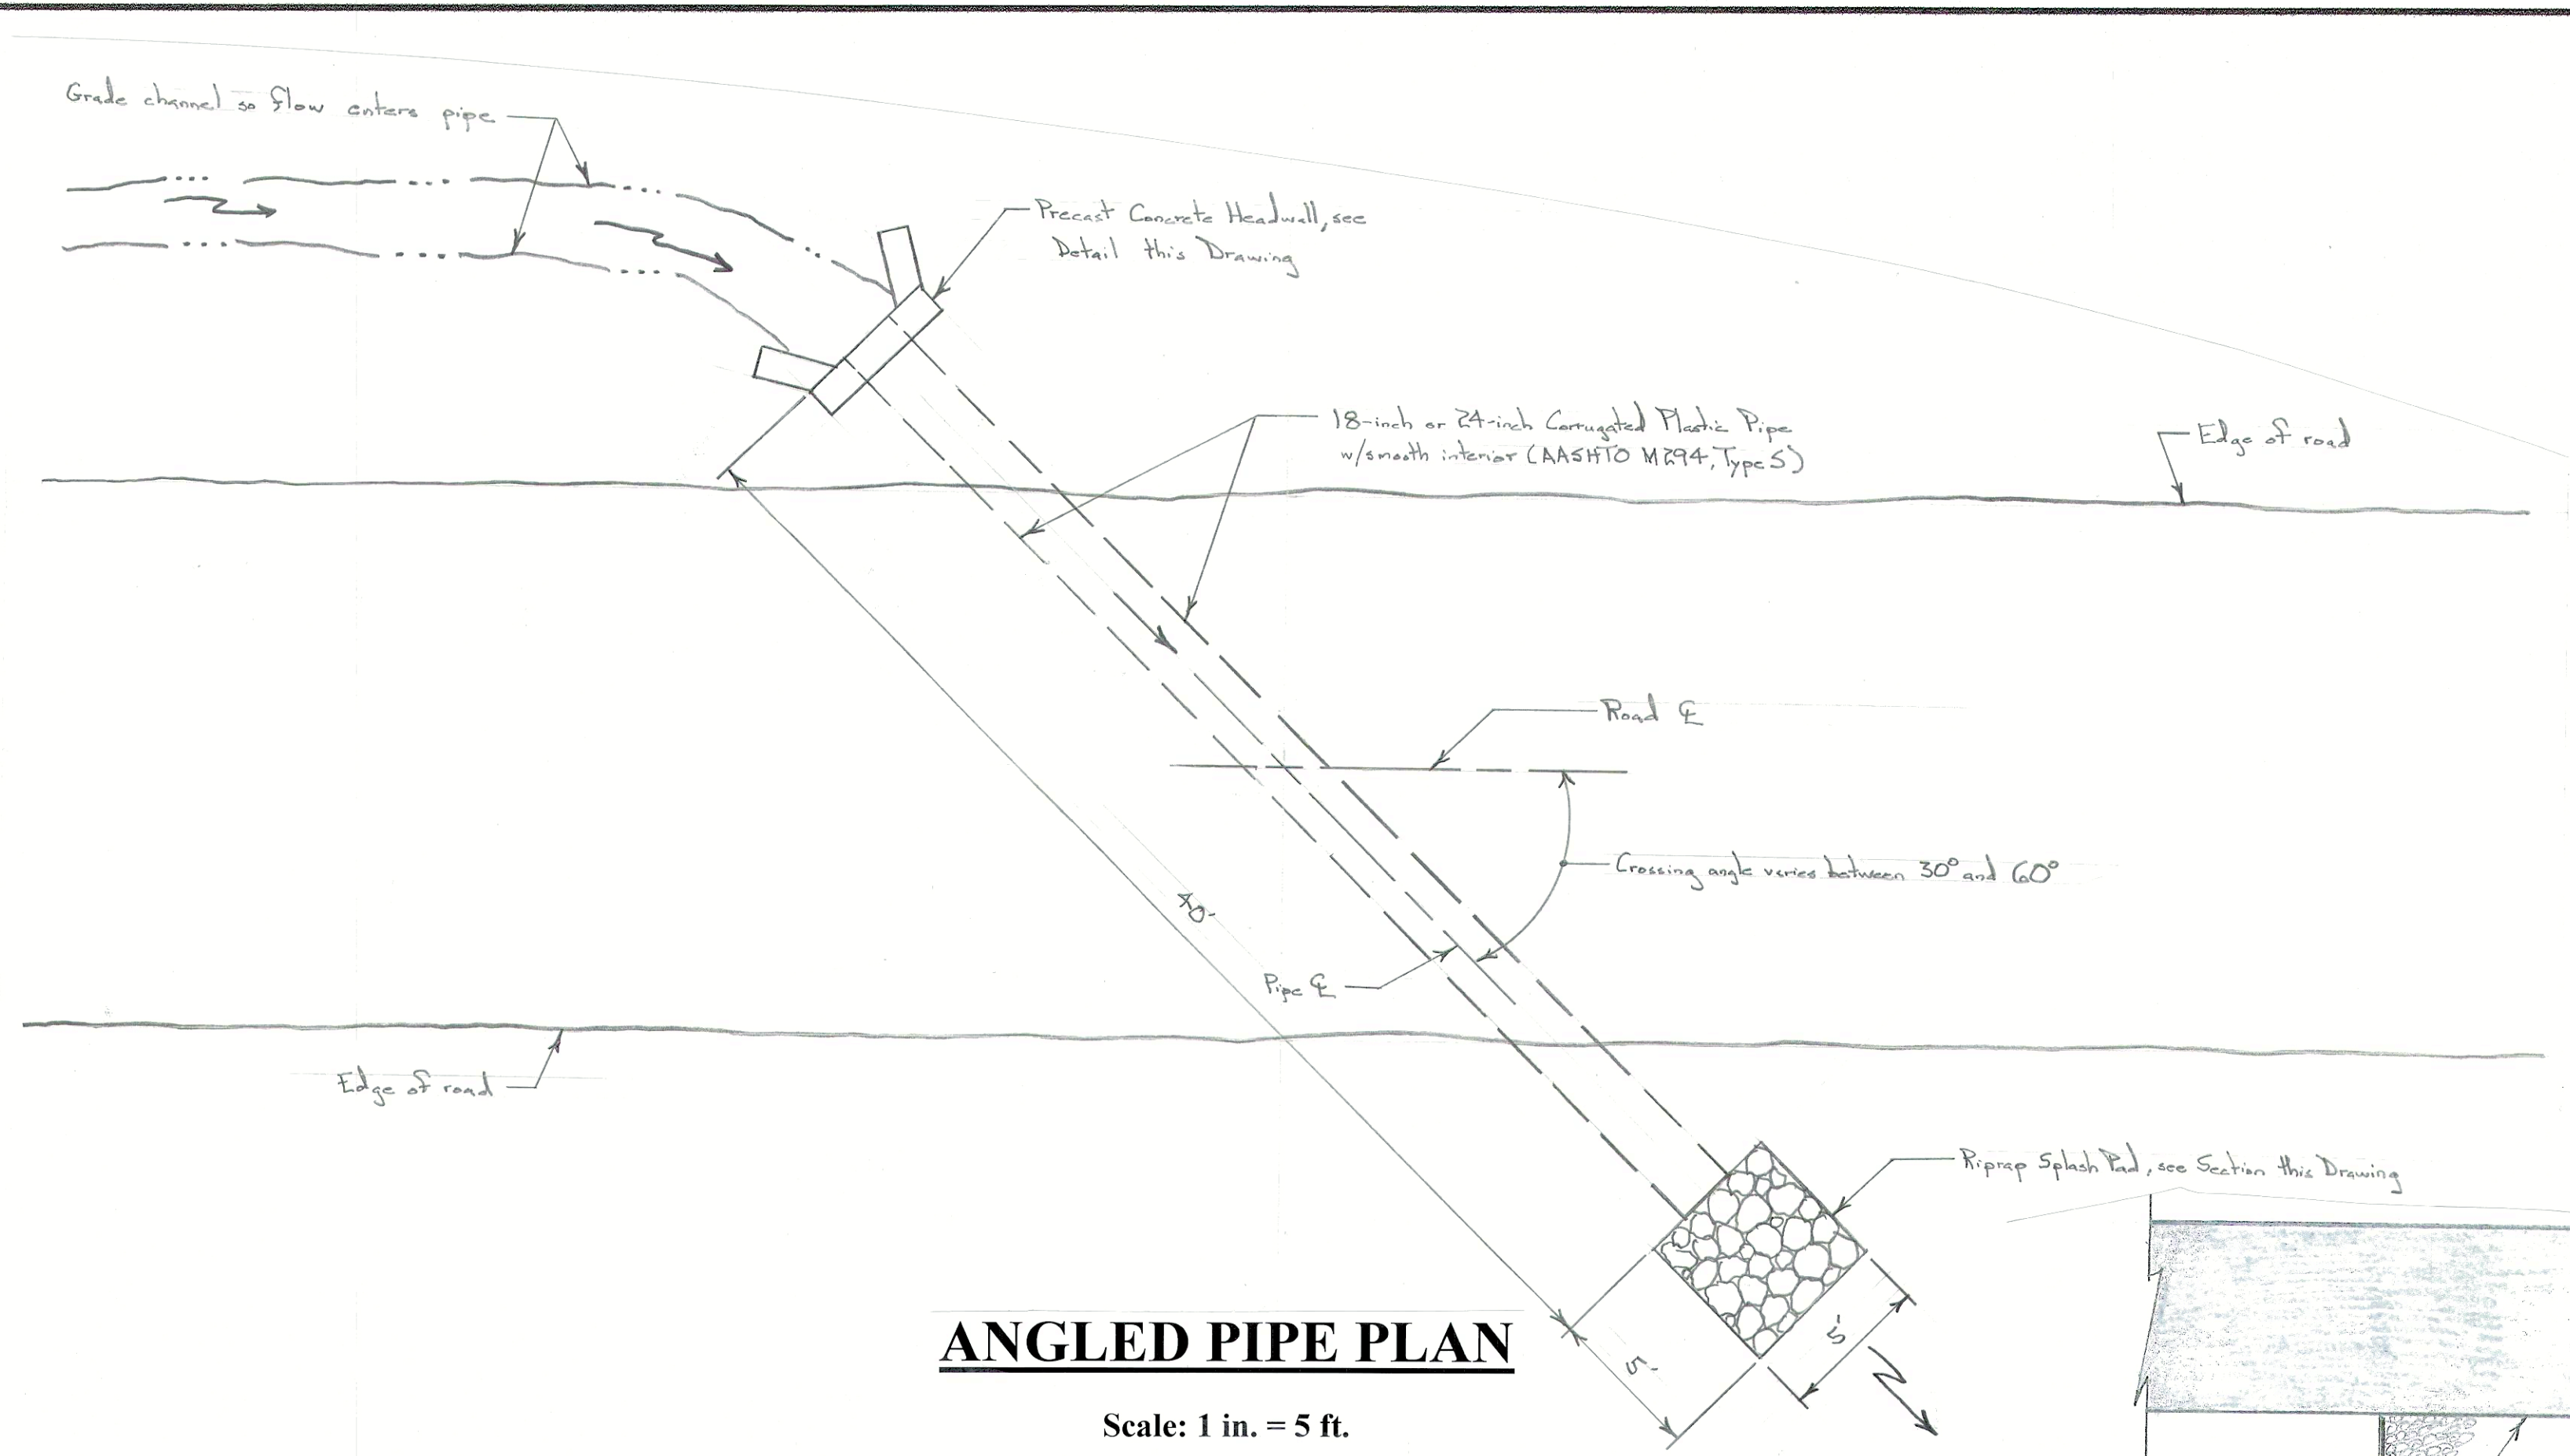 Grade channel so flow enters pipe
Precast Concrete Headwall, see
Detail this Drawing
18-inch or 24-inch Corrugated Plastic Pipe
w/smooth interior (AASHTO M294, Type S)
Edge of road
Road ℄
Crossing angle varies between 30° and 60°
40'
Pipe ℄
Edge of road
Riprap Splash Pad, see Section this Drawing
5'
5'
ANGLED PIPE PLAN
Scale: 1 in. = 5 ft.